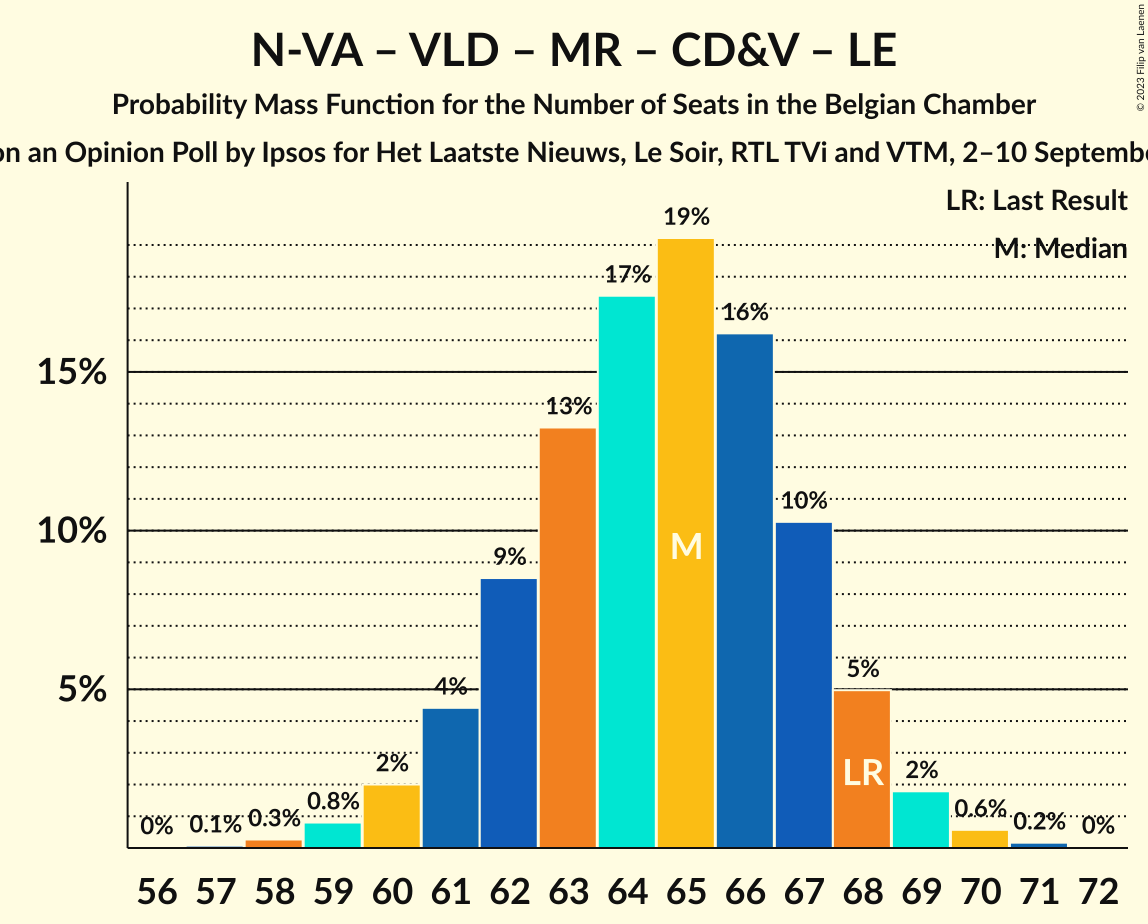 N-VA – VLD – MR – CD&V – LE
Probability Mass Function for the Number of Seats in the Belgian Chamber
on an Opinion Poll by Ipsos for Het Laatste Nieuws, Le Soir, RTL TVi and VTM, 2–10
© 2023 Filip van Laenen
LR: Last Result
M: Median
19%
17%
16%
15%
13%
10%
10%
M
9%
5%
5%
4%
LR
2%
2%
0.8%
0.6%
0.3%
0.2%
0.1%
0%
0%
56 57 58 59 60 61 62 63 64 65 66 67 68 69 70 71 72